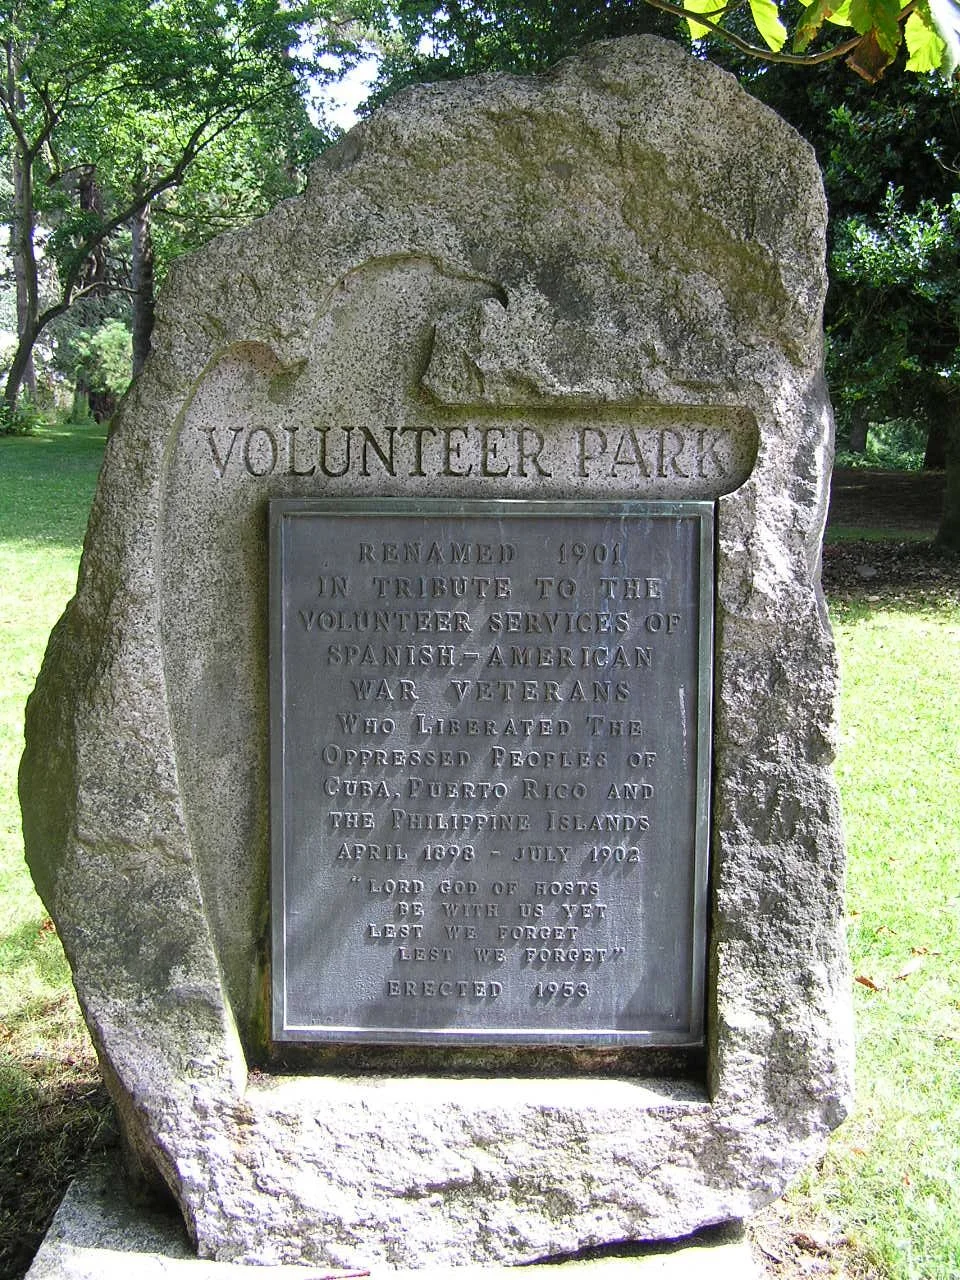 VOLUNTEER PARK
RENAMED 1901
IN TRIBUTE TO THE
VOLUNTEER SERVICES OF
SPANISH-AMERICAN
WAR VETERANS
WHO LIBERATED THE
OPPRESSED PEOPLES OF
CUBA, PUERTO RICO AND
THE PHILIPPINE ISLANDS
APRIL 1898 - JULY 1902
"LORD GOD OF HOSTS
BE WITH US YET
LEST WE FORGET
LEST WE FORGET"
ERECTED 1953